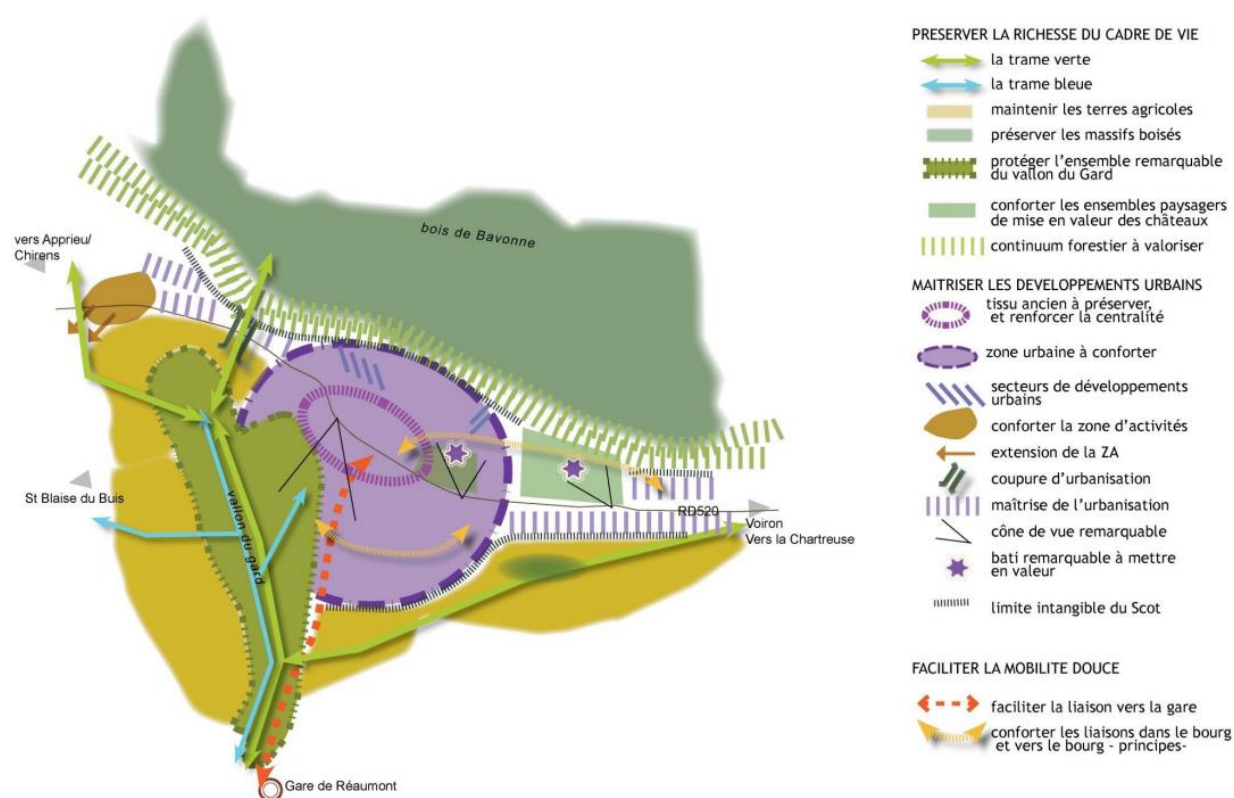 bois de Bavonne
vers Apprieu/
Chirens
St Blaise du Buis
vallon du gard
RD520
Voiron
Vers la Chartreuse
Gare de Réaumont
PRESERVER LA RICHESSE DU CADRE DE VIE
la trame verte
la trame bleue
maintenir les terres agricoles
préserver les massifs boisés
protéger l'ensemble remarquable
du vallon du Gard
conforter les ensembles paysagers
de mise en valeur des châteaux
continuum forestier à valoriser
MAITRISER LES DEVELOPPEMENTS URBAINS
tissu ancien à préserver,
et renforcer la centralité
zone urbaine à conforter
secteurs de développements
urbains
conforter la zone d'activités
extension de la ZA
coupure d'urbanisation
maîtrise de l'urbanisation
cône de vue remarquable
bati remarquable à mettre
en valeur
limite intangible du Scot
FACILITER LA MOBILITE DOUCE
faciliter la liaison vers la gare
conforter les liaisons dans le bourg
et vers le bourg - principes-